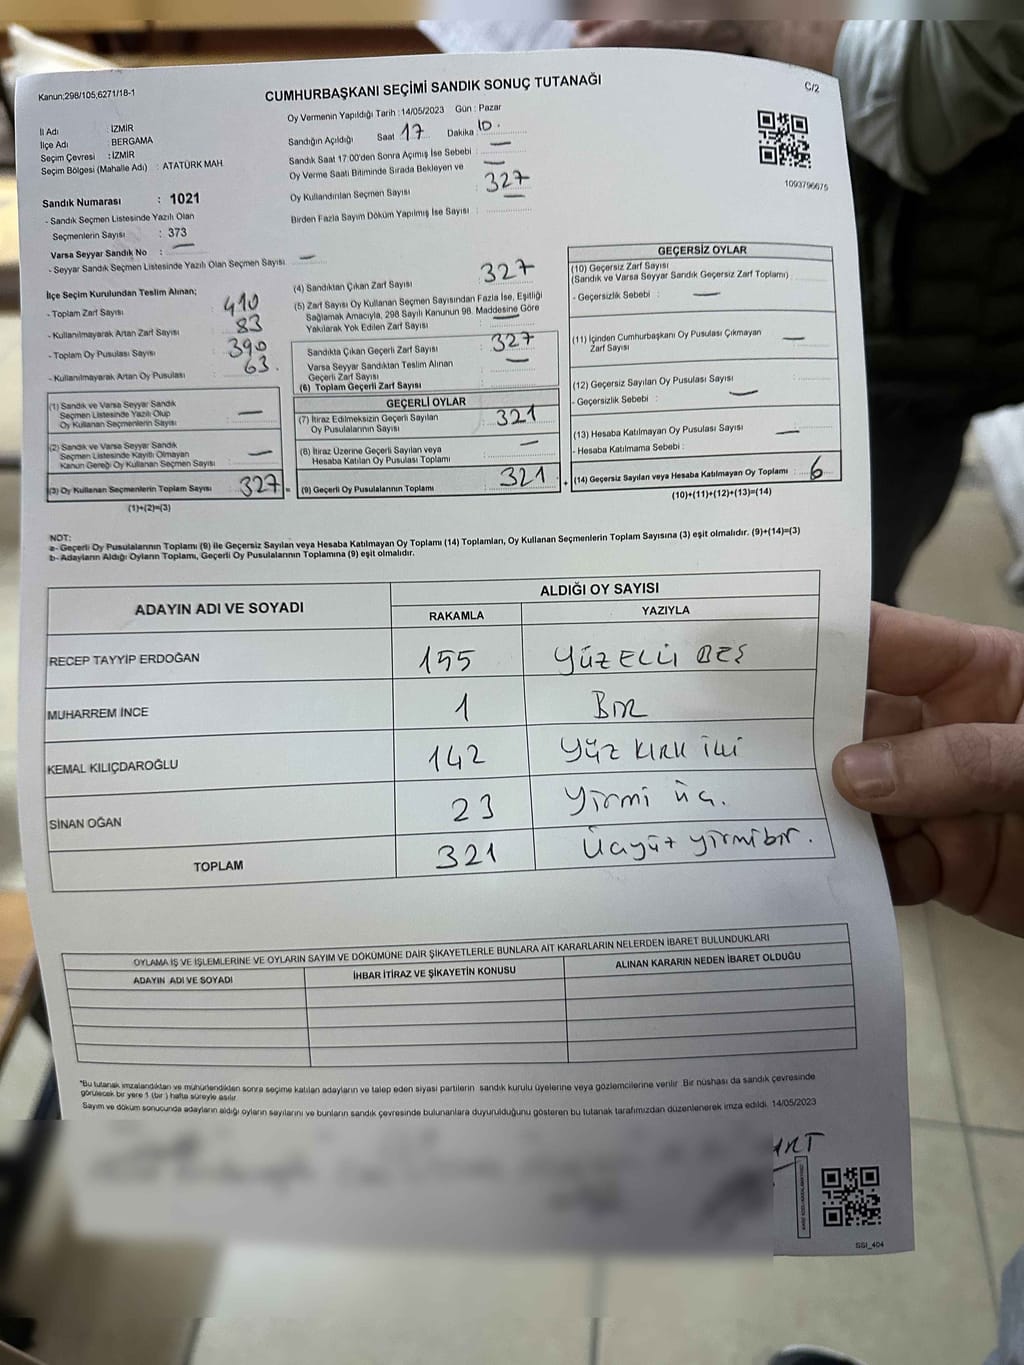 Kanun;298/105;6271/18-1
CUMHURBAŞKANI SEÇİMİ SANDIK SONUÇ TUTANAĞI
C/2
İl Adı : İZMİR
İlçe Adı : BERGAMA
Seçim Çevresi : İZMİR
Seçim Bölgesi (Mahalle Adı) : ATATÜRK MAH.
Oy Vermenin Yapıldığı Tarih : 14/05/2023 Gün : Pazar
Sandığın Açıldığı Saat 17 Dakika 10.
Sandık Saat 17:00'den Sonra Açımış İse Sebebi : —
Oy Verme Saati Bitiminde Sırada Bekleyen ve —
Oy Kullandırılan Seçmen Sayısı : 327
Birden Fazla Sayım Döküm Yapılmış İse Sayısı : —
1093796675
Sandık Numarası : 1021
- Sandık Seçmen Listesinde Yazılı Olan
Seçmenlerin Sayısı : 373
Varsa Seyyar Sandık No : —
- Seyyar Sandık Seçmen Listesinde Yazılı Olan Seçmen Sayısı : —
İlçe Seçim Kurulundan Teslim Alınan;
- Toplam Zarf Sayısı : 410
- Kullanılmayarak Artan Zarf Sayısı : 83
- Toplam Oy Pusulası Sayısı : 390
- Kullanılmayarak Artan Oy Pusulası : 63.
(1) Sandık ve Varsa Seyyar Sandık
Seçmen Listesinde Yazılı Olup
Oy Kullanan Seçmenlerin Sayısı : —
(2) Sandık ve Varsa Seyyar Sandık
Seçmen Listesinde Kayıtlı Olmayan
Kanun Gereği Oy Kullanan Seçmen Sayısı : —
(3) Oy Kullanan Seçmenlerin Toplam Sayısı 327 =
(1)+(2)=(3)
(4) Sandıktan Çıkan Zarf Sayısı : 327
(5) Zarf Sayısı Oy Kullanan Seçmen Sayısından Fazla İse, Eşitliği
Sağlamak Amacıyla, 298 Sayılı Kanunun 98. Maddesine Göre
Yakılarak Yok Edilen Zarf Sayısı : —
Sandıkta Çıkan Geçerli Zarf Sayısı : 327
Varsa Seyyar Sandıktan Teslim Alınan
Geçerli Zarf Sayısı : —
(6) Toplam Geçerli Zarf Sayısı :
GEÇERLİ OYLAR
(7) İtiraz Edilmeksizin Geçerli Sayılan
Oy Pusulalarının Sayısı : 321
(8) İtiraz Üzerine Geçerli Sayılan veya
Hesaba Katılan Oy Pusulası Toplamı : —
(9) Geçerli Oy Pusulalarının Toplamı : 321 +
GEÇERSİZ OYLAR
(10) Geçersiz Zarf Sayısı
(Sandık ve Varsa Seyyar Sandık Geçersiz Zarf Toplamı)
- Geçersizlik Sebebi : —
(11) İçinden Cumhurbaşkanı Oy Pusulası Çıkmayan
Zarf Sayısı : —
(12) Geçersiz Sayılan Oy Pusulası Sayısı :
- Geçersizlik Sebebi : —
(13) Hesaba Katılmayan Oy Pusulası Sayısı : —
- Hesaba Katılmama Sebebi :
(14) Geçersiz Sayılan veya Hesaba Katılmayan Oy Toplamı : 6
(10)+(11)+(12)+(13)=(14)
NOT:
a- Geçerli Oy Pusulalarının Toplamı (9) ile Geçersiz Sayılan veya Hesaba Katılmayan Oy Toplamı (14) Toplamları, Oy Kullanan Seçmenlerin Toplam Sayısına (3) eşit olmalıdır. (9)+(14)=(3)
b- Adayların Aldığı Oyların Toplamı, Geçerli Oy Pusulalarının Toplamına (9) eşit olmalıdır.
ADAYIN ADI VE SOYADI
ALDIĞI OY SAYISI
RAKAMLA YAZIYLA
RECEP TAYYİP ERDOĞAN 155 YÜZ ELLİ BEŞ
MUHARREM İNCE 1 BİR
KEMAL KILIÇDAROĞLU 142 YÜZ KIRK İKİ
SİNAN OĞAN 23 Yirmi üç.
TOPLAM 321 Üçyüz yirmibir.
OYLAMA İŞ VE İŞLEMLERİNE VE OYLARIN SAYIM VE DÖKÜMÜNE DAİR ŞİKAYETLERLE BUNLARA AİT KARARLARIN NELERDEN İBARET BULUNDUKLARI
ADAYIN ADI VE SOYADI İHBAR İTİRAZ VE ŞİKAYETİN KONUSU ALINAN KARARIN NEDEN İBARET OLDUĞU
*Bu tutanak imzalandıktan ve mühürlendikten sonra seçime katılan adayların ve talep eden siyasi partilerin sandık kurulu üyelerine veya gözlemcilerine verilir. Bir nüshası da sandık çevresinde
görülecek bir yere 1 (bir) hafta süreyle asılır.
Sayım ve döküm sonucunda adayların aldığı oyların sayılarını ve bunların sandık çevresinde bulunanlara duyurulduğunu gösteren bu tutanak tarafımızdan düzenlenerek imza edildi. 14/05/2023
SSI_404